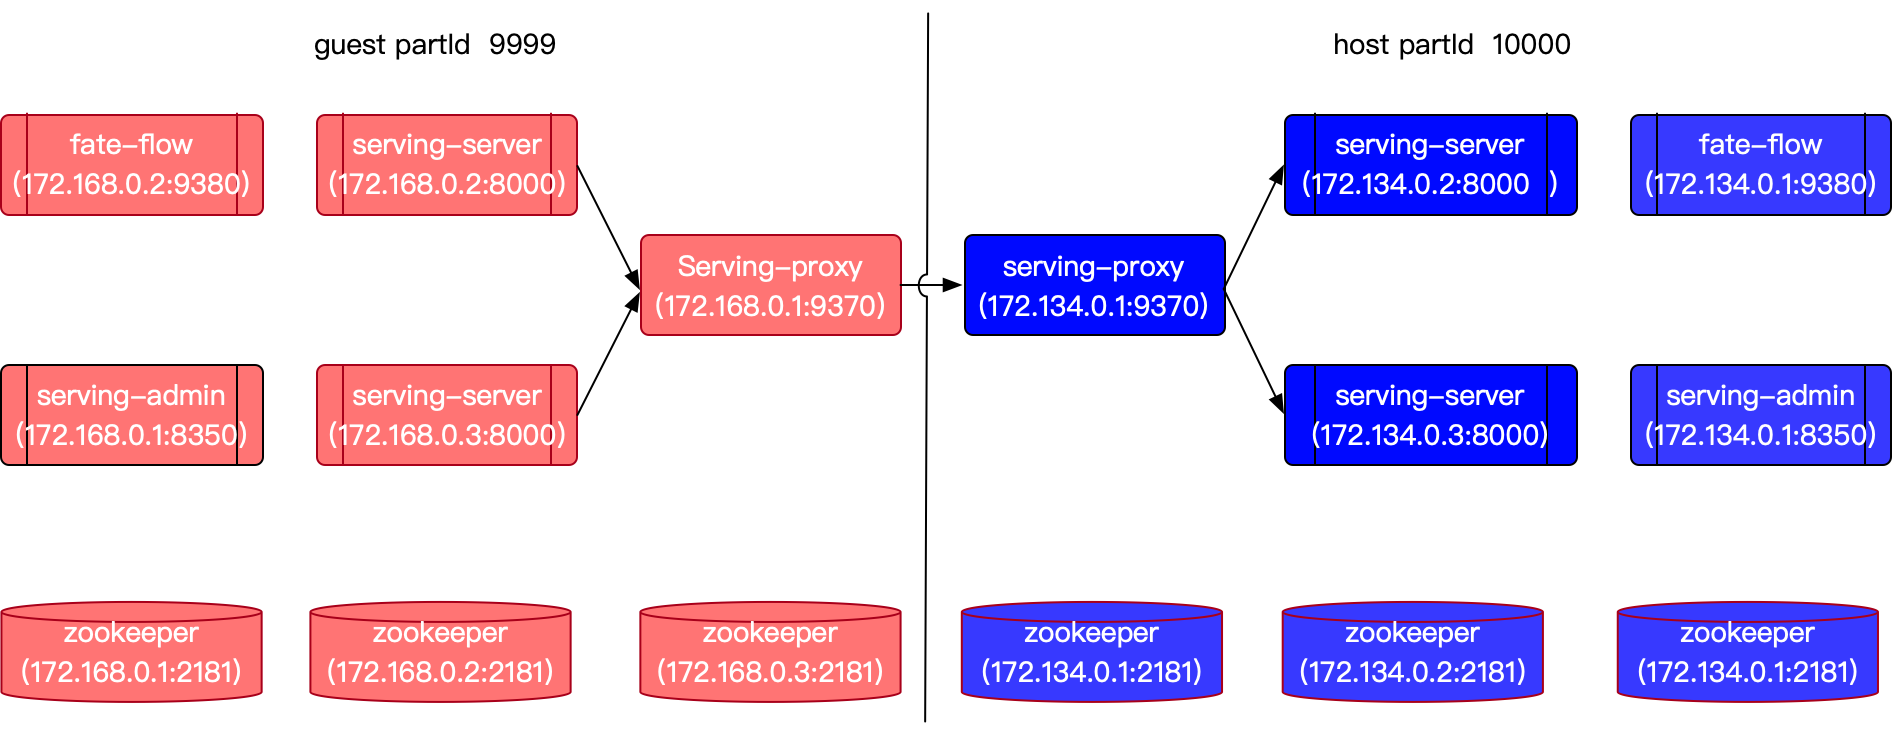 guest partId  9999
host partId  10000
fate-flow
(172.168.0.2:9380)
serving-server
(172.168.0.2:8000)
serving-server
(172.134.0.2:8000  )
fate-flow
(172.134.0.1:9380)
Serving-proxy
(172.168.0.1:9370)
serving-proxy
(172.134.0.1:9370)
serving-admin
(172.168.0.1:8350)
serving-server
(172.168.0.3:8000)
serving-server
(172.134.0.3:8000)
serving-admin
(172.134.0.1:8350)
zookeeper
(172.168.0.1:2181)
zookeeper
(172.168.0.2:2181)
zookeeper
(172.168.0.3:2181)
zookeeper
(172.134.0.1:2181)
zookeeper
(172.134.0.2:2181)
zookeeper
(172.134.0.1:2181)